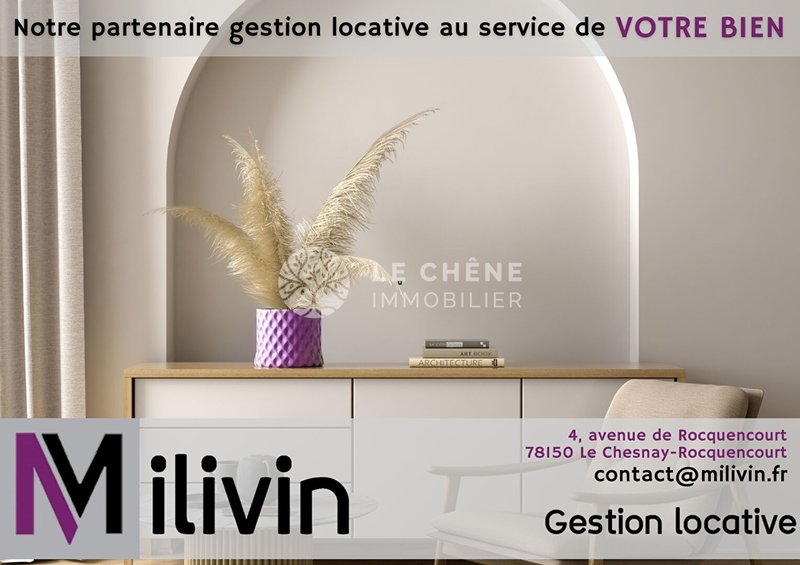 Notre partenaire gestion locative au service de VOTRE BIEN
LE CHÊNE
IMMOBILIER
MODERN
ART BOOK
ARCHITECTURE
4, avenue de Rocquencourt
78150 Le Chesnay-Rocquencourt
contact@milivin.fr
Milivin
Gestion locative